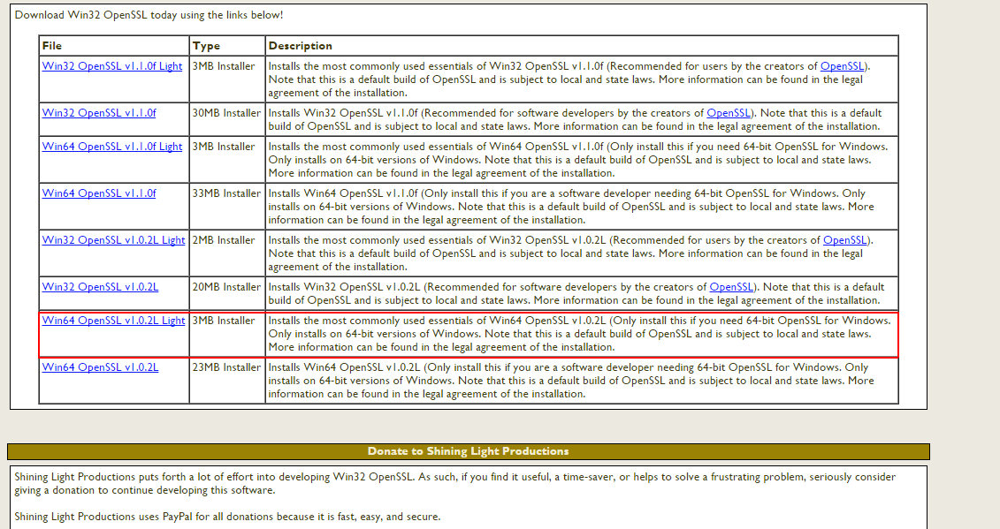 Download Win32 OpenSSL today using the links below!
File Type Description
Win32 OpenSSL v1.1.0f Light 3MB Installer Installs the most commonly used essentials of Win32 OpenSSL v1.1.0f (Recommended for users by the creators of OpenSSL).
Note that this is a default build of OpenSSL and is subject to local and state laws. More information can be found in the legal
agreement of the installation.
Win32 OpenSSL v1.1.0f 30MB Installer Installs Win32 OpenSSL v1.1.0f (Recommended for software developers by the creators of OpenSSL). Note that this is a default
build of OpenSSL and is subject to local and state laws. More information can be found in the legal agreement of the installation.
Win64 OpenSSL v1.1.0f Light 3MB Installer Installs the most commonly used essentials of Win64 OpenSSL v1.1.0f (Only install this if you need 64-bit OpenSSL for Windows.
Only installs on 64-bit versions of Windows. Note that this is a default build of OpenSSL and is subject to local and state laws.
More information can be found in the legal agreement of the installation.
Win64 OpenSSL v1.1.0f 33MB Installer Installs Win64 OpenSSL v1.1.0f (Only install this if you are a software developer needing 64-bit OpenSSL for Windows. Only
installs on 64-bit versions of Windows. Note that this is a default build of OpenSSL and is subject to local and state laws. More
information can be found in the legal agreement of the installation.
Win32 OpenSSL v1.0.2L Light 2MB Installer Installs the most commonly used essentials of Win32 OpenSSL v1.0.2L (Recommended for users by the creators of OpenSSL).
Note that this is a default build of OpenSSL and is subject to local and state laws. More information can be found in the legal
agreement of the installation.
Win32 OpenSSL v1.0.2L 20MB Installer Installs Win32 OpenSSL v1.0.2L (Recommended for software developers by the creators of OpenSSL). Note that this is a default
build of OpenSSL and is subject to local and state laws. More information can be found in the legal agreement of the installation.
Win64 OpenSSL v1.0.2L Light 3MB Installer Installs the most commonly used essentials of Win64 OpenSSL v1.0.2L (Only install this if you need 64-bit OpenSSL for Windows.
Only installs on 64-bit versions of Windows. Note that this is a default build of OpenSSL and is subject to local and state laws.
More information can be found in the legal agreement of the installation.
Win64 OpenSSL v1.0.2L 23MB Installer Installs Win64 OpenSSL v1.0.2L (Only install this if you are a software developer needing 64-bit OpenSSL for Windows. Only
installs on 64-bit versions of Windows. Note that this is a default build of OpenSSL and is subject to local and state laws. More
information can be found in the legal agreement of the installation.
Donate to Shining Light Productions
Shining Light Productions puts forth a lot of effort into developing Win32 OpenSSL. As such, if you find it useful, a time-saver, or helps to solve a frustrating problem, seriously consider
giving a donation to continue developing this software.
Shining Light Productions uses PayPal for all donations because it is fast, easy, and secure.